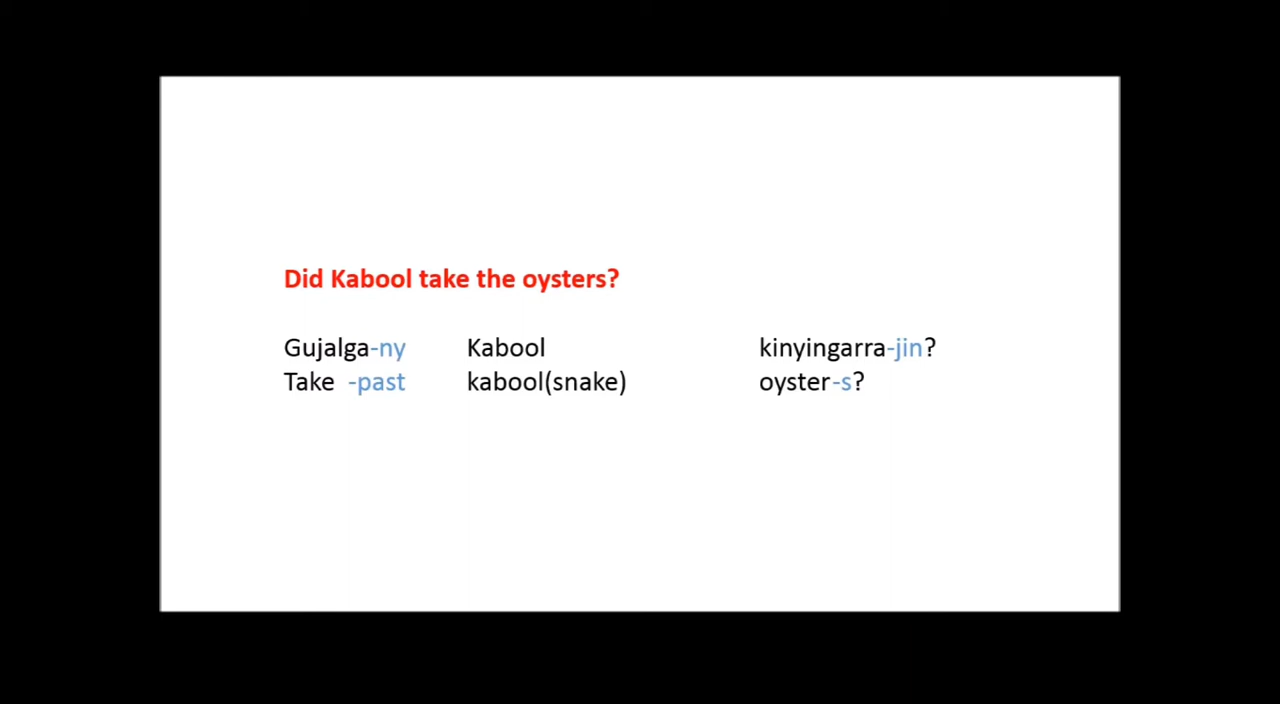 Did Kabool take the oysters?
Gujalga-ny Kabool kinyingarra-jin?
Take -past kabool(snake) oyster-s?